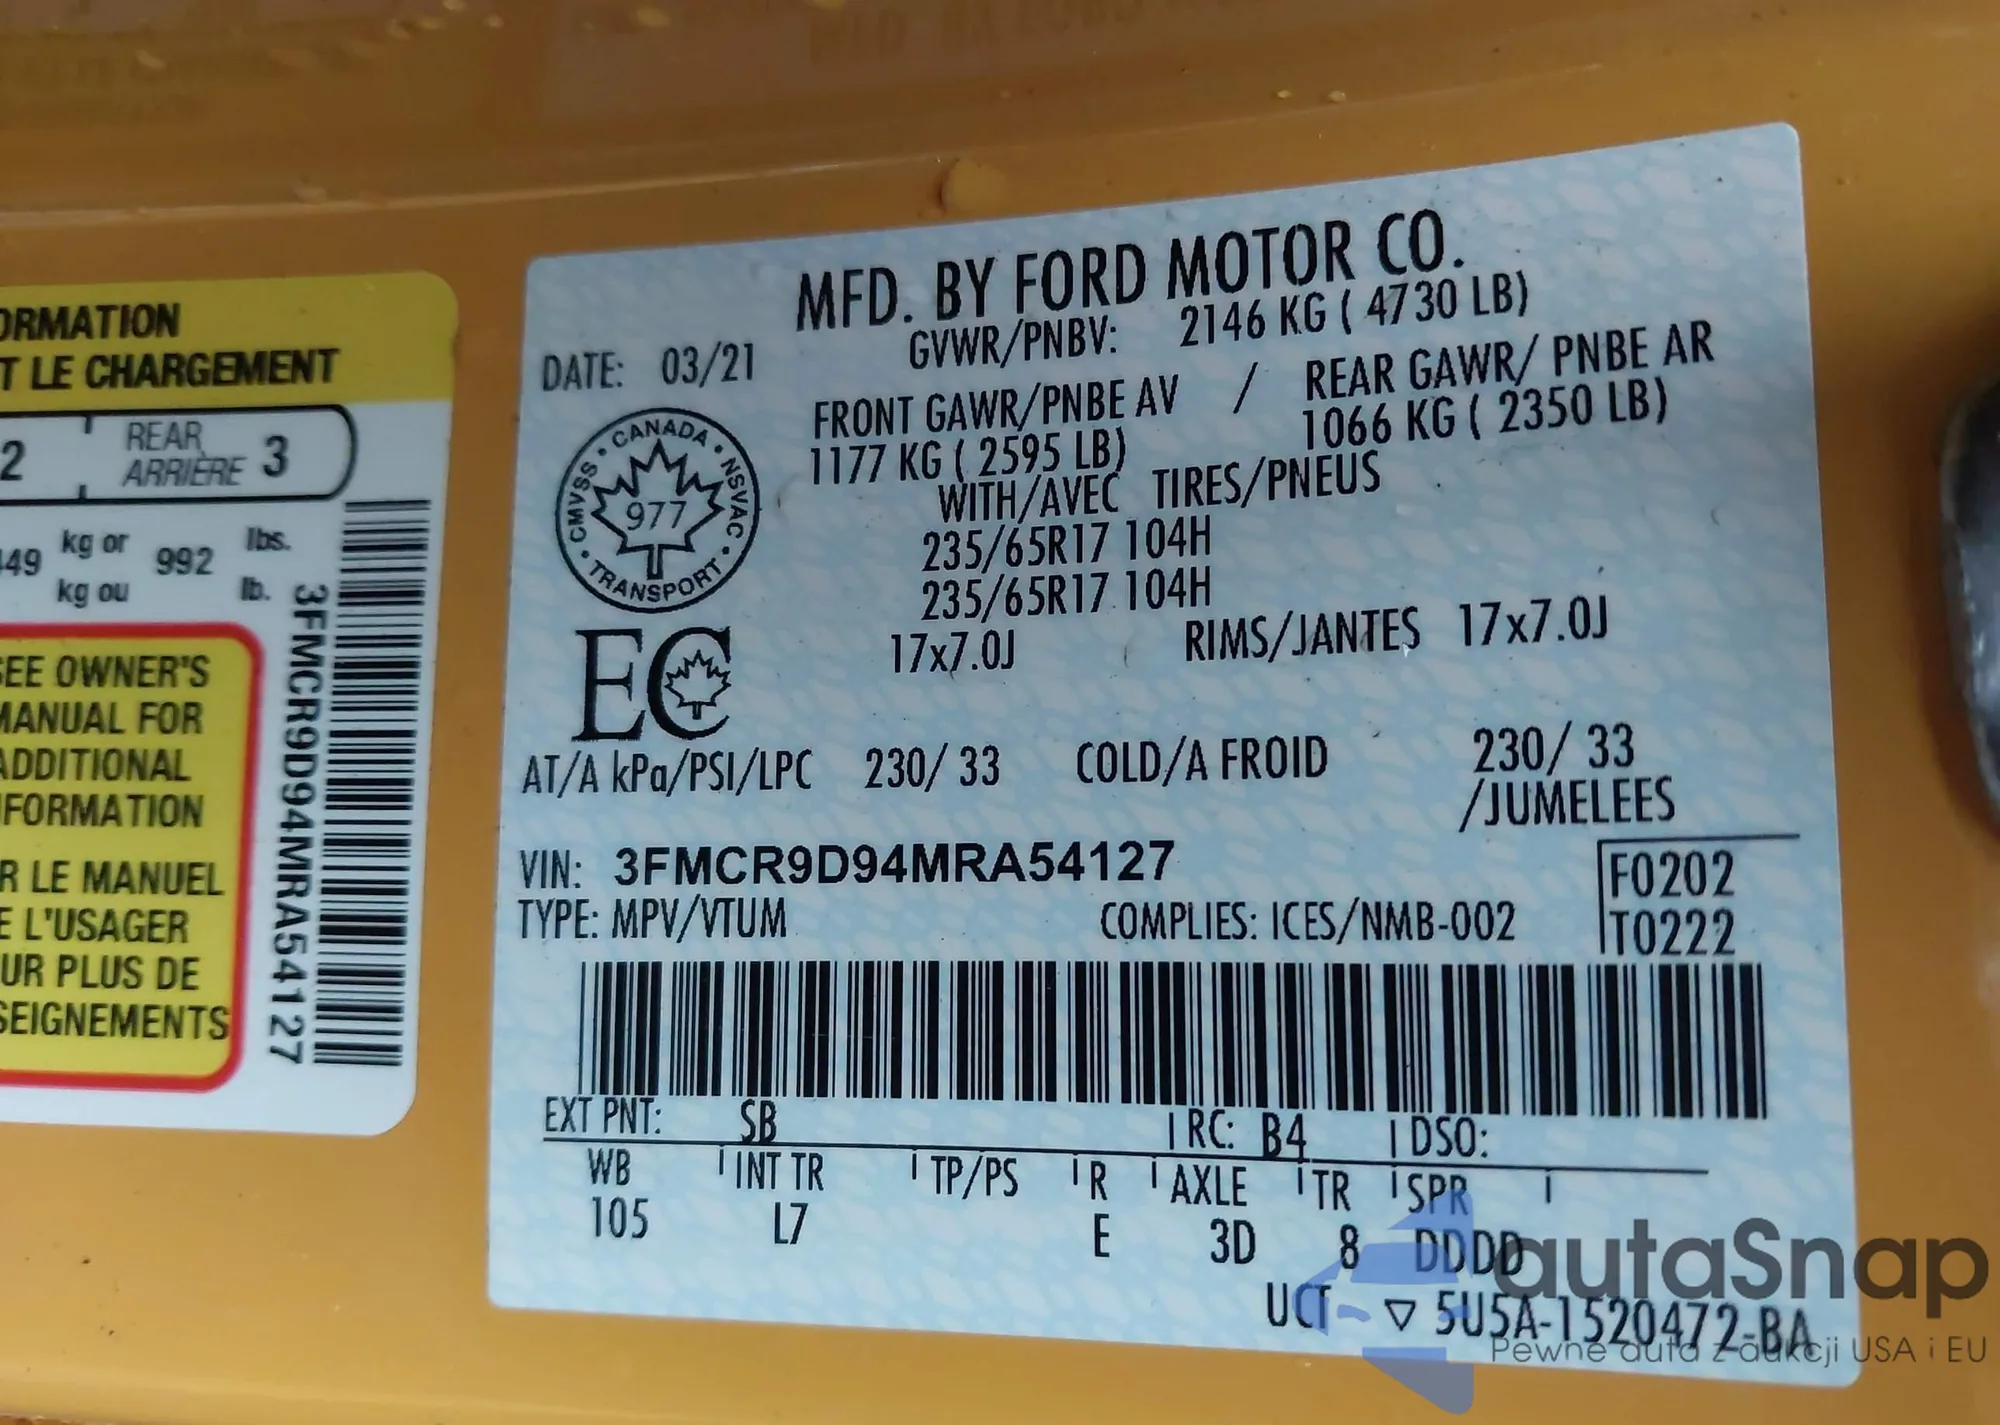 ORMATION
T LE CHARGEMENT
2
REAR
ARRIÈRE 3
449 kg or 992 lbs.
kg ou lb.
SEE OWNER'S
MANUAL FOR
ADDITIONAL
NFORMATION
R LE MANUEL
E L'USAGER
UR PLUS DE
SEIGNEMENTS
3FMCR9D94MRA54127
MFD. BY FORD MOTOR CO.
DATE: 03/21 GVWR/PNBV: 2146 KG ( 4730 LB)
FRONT GAWR/PNBE AV / REAR GAWR/ PNBE AR
1177 KG ( 2595 LB) 1066 KG ( 2350 LB)
WITH/AVEC TIRES/PNEUS
235/65R17 104H
235/65R17 104H
17x7.0J RIMS/JANTES 17x7.0J
CANADA
CMVSS NSVAC
977
TRANSPORT
EC
AT/A kPa/PSI/LPC 230/ 33 COLD/A FROID 230/ 33
/JUMELEES
VIN: 3FMCR9D94MRA54127
F0202
TYPE: MPV/VTUM COMPLIES: ICES/NMB-002
T0222
EXT PNT: SB RC: B4 DSO:
WB INT TR TP/PS R AXLE TR SPR
105 L7 E 3D 8 DDDD
UCT ▽ 5U5A-1520472-BA
autaSnap
Pewne auta z aukcji USA i EU